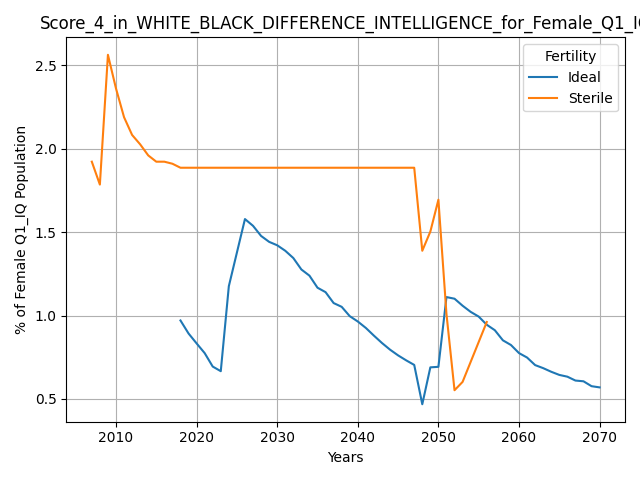 Score_4_in_WHITE_BLACK_DIFFERENCE_INTELLIGENCE_for_Female_Q1_IQ
Fertility
Ideal
Sterile
% of Female Q1_IQ Population
2.5
2.0
1.5
1.0
0.5
2010
2020
2030
2040
2050
2060
2070
Years